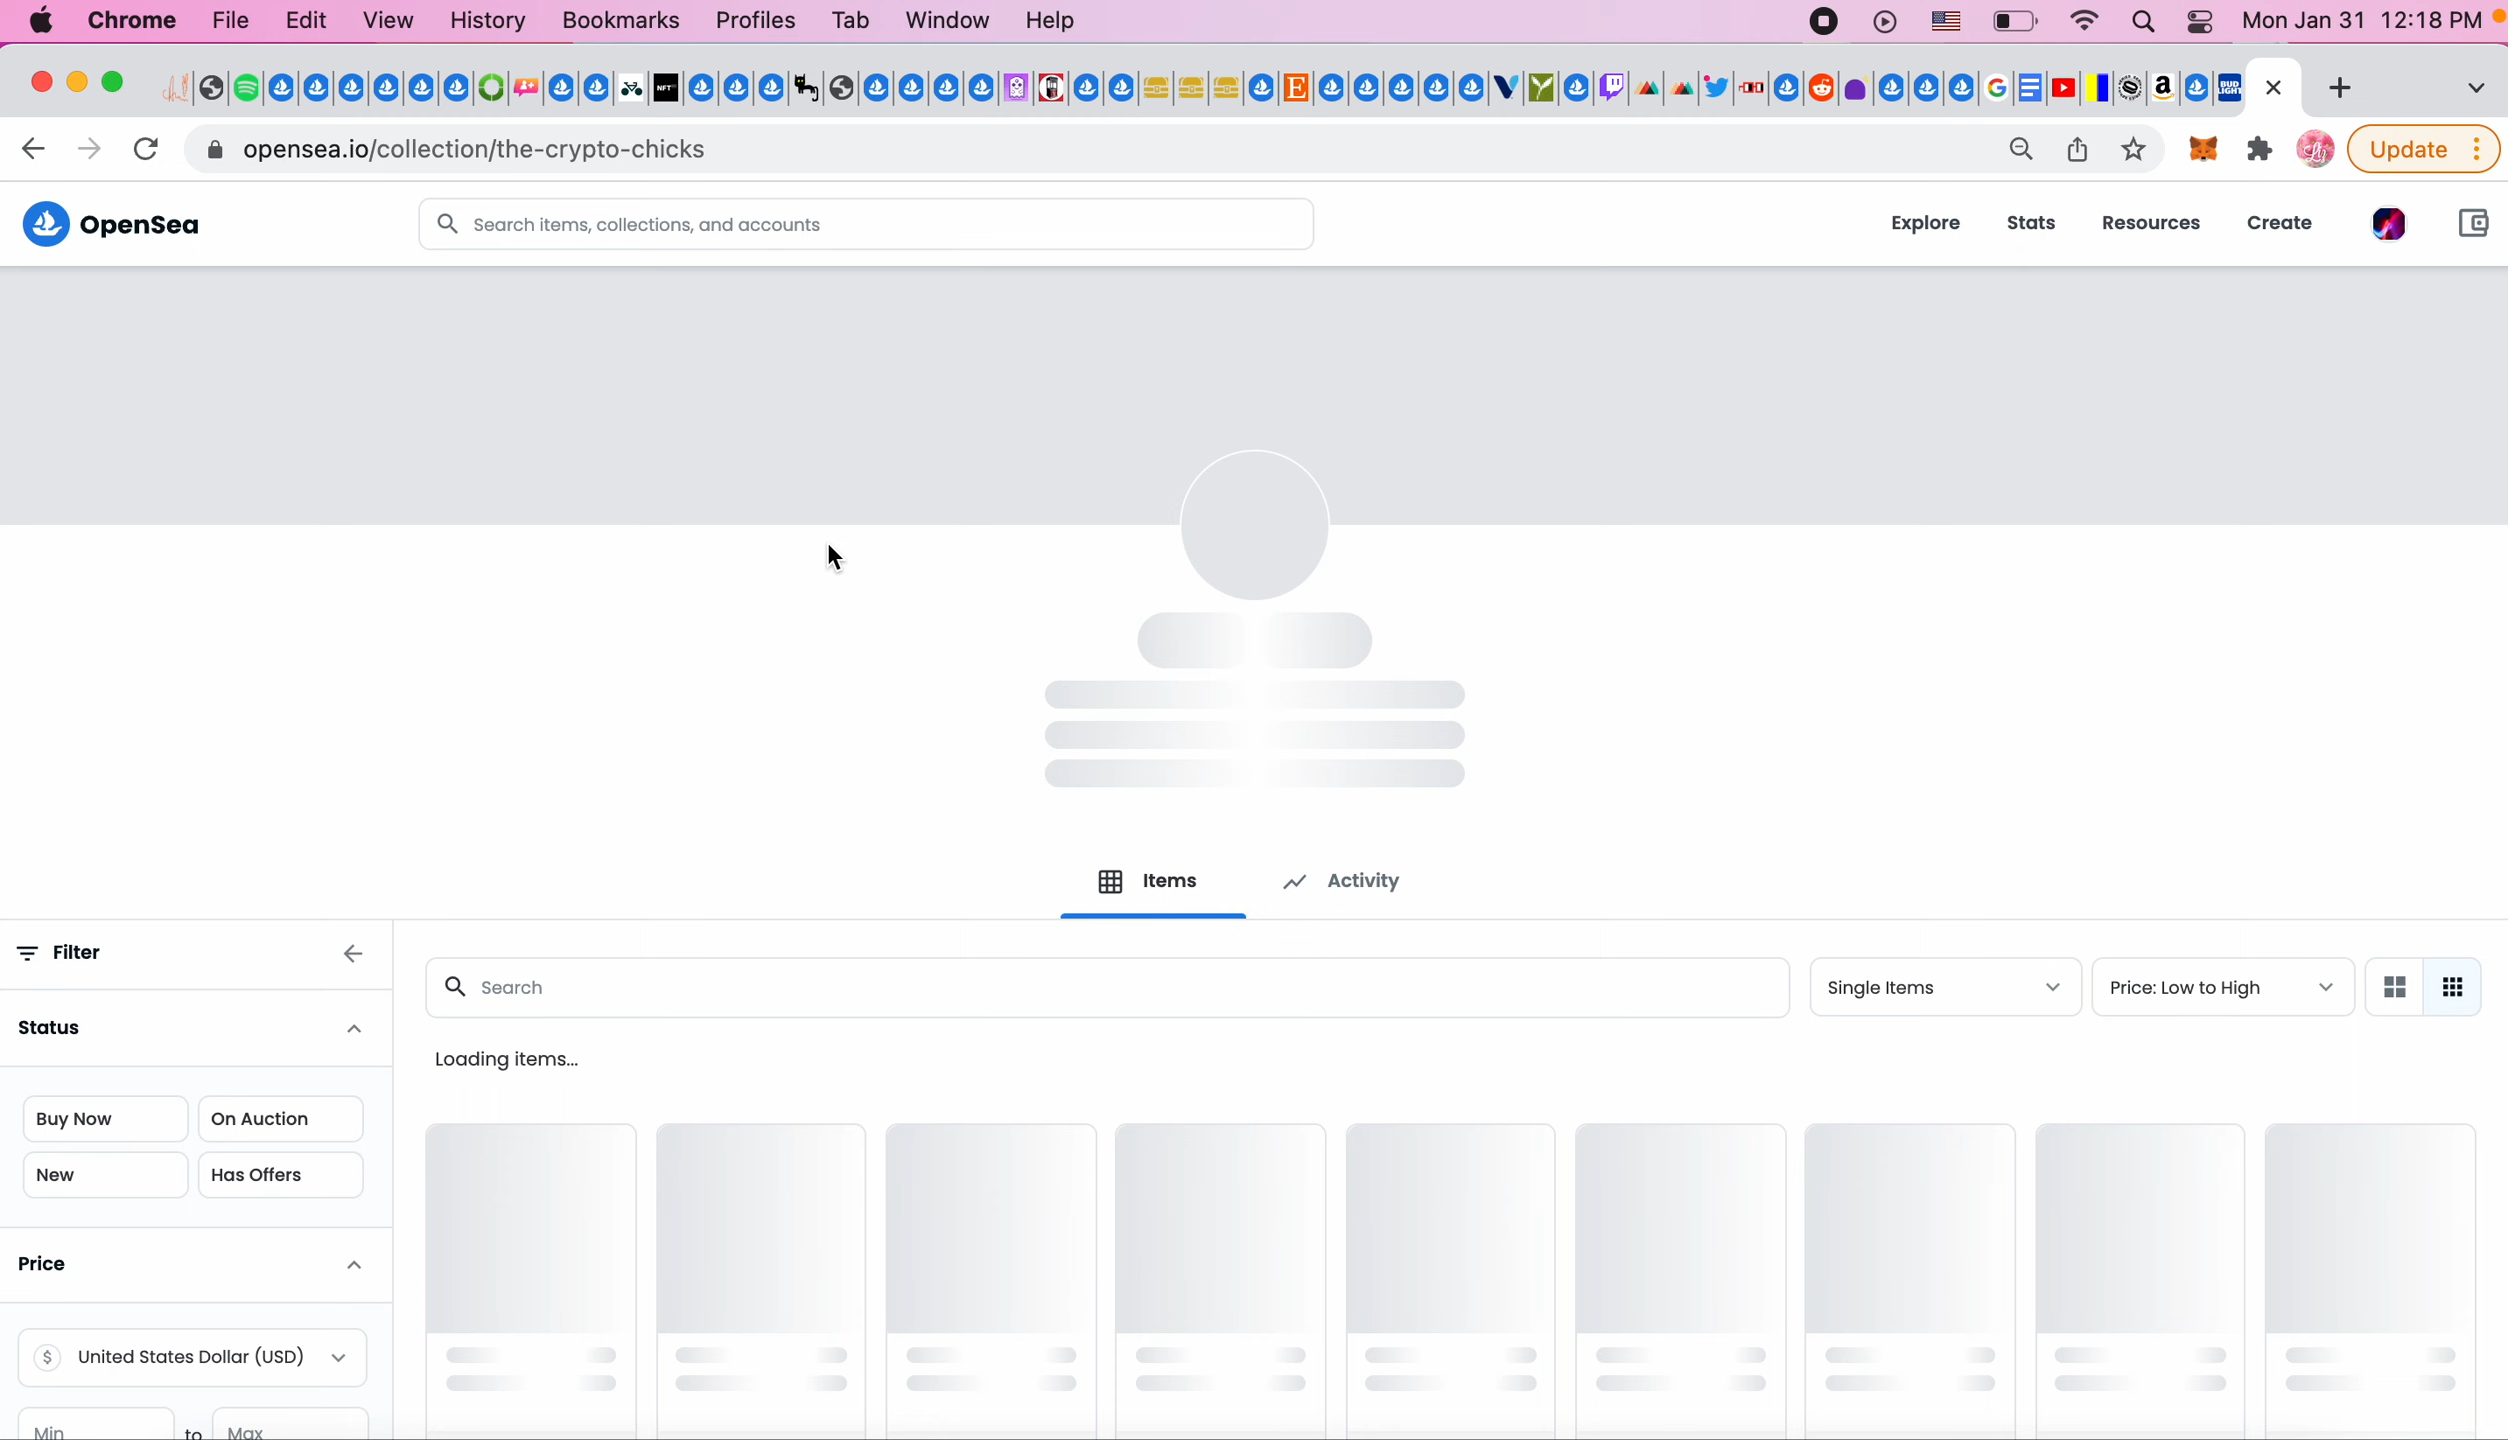 Chrome File Edit View History Bookmarks Profiles Tab Window Help Mon Jan 31 12:18 PM
opensea.io/collection/the-crypto-chicks Update
OpenSea Search items, collections, and accounts Explore Stats Resources Create
Items Activity
Filter
Search Single Items Price: Low to High
Status
Loading items...
Buy Now On Auction
New Has Offers
Price
$ United States Dollar (USD)
Min to Max